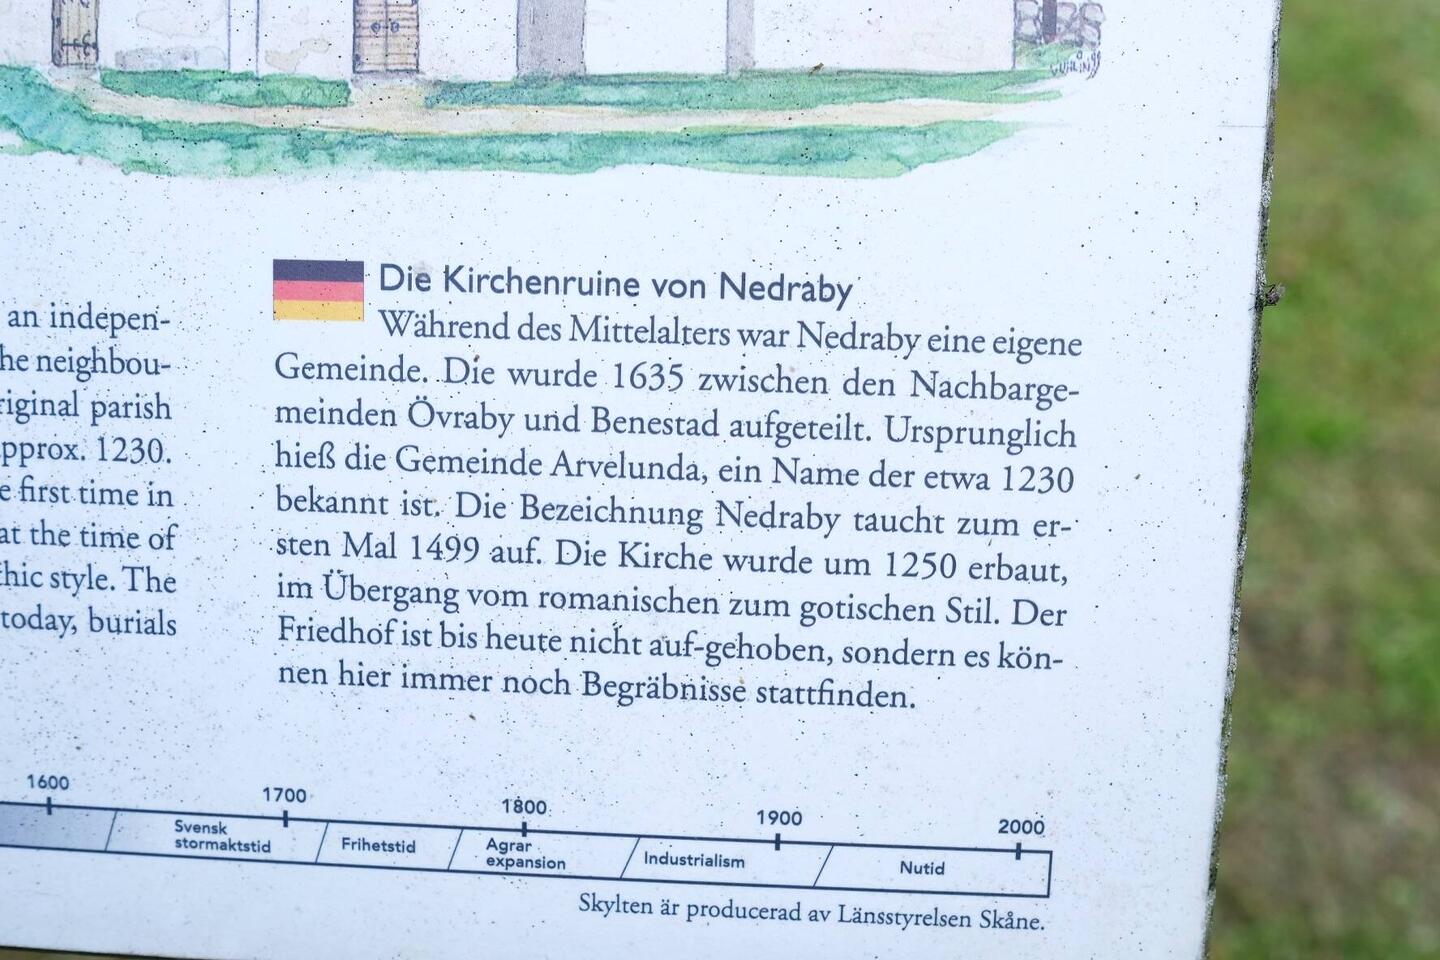 an indepen-
he neighbou-
riginal parish
pprox. 1230.
e first time in
at the time of
hic style. The
today, burials
Die Kirchenruine von Nedraby
Während des Mittelalters war Nedraby eine eigene
Gemeinde. Die wurde 1635 zwischen den Nachbarge-
meinden Övraby und Benestad aufgeteilt. Ursprunglich
hieß die Gemeinde Arvelunda, ein Name der etwa 1230
bekannt ist. Die Bezeichnung Nedraby taucht zum er-
sten Mal 1499 auf. Die Kirche wurde um 1250 erbaut,
im Übergang vom romanischen zum gotischen Stil. Der
Friedhof ist bis heute nicht auf-gehoben, sondern es kön-
nen hier immer noch Begräbnisse stattfinden.
1600 1700 1800 1900 2000
Svensk
stormaktstid
Frihetstid
Agrar
expansion
Industrialism
Nutid
Skylten är producerad av Länsstyrelsen Skåne.